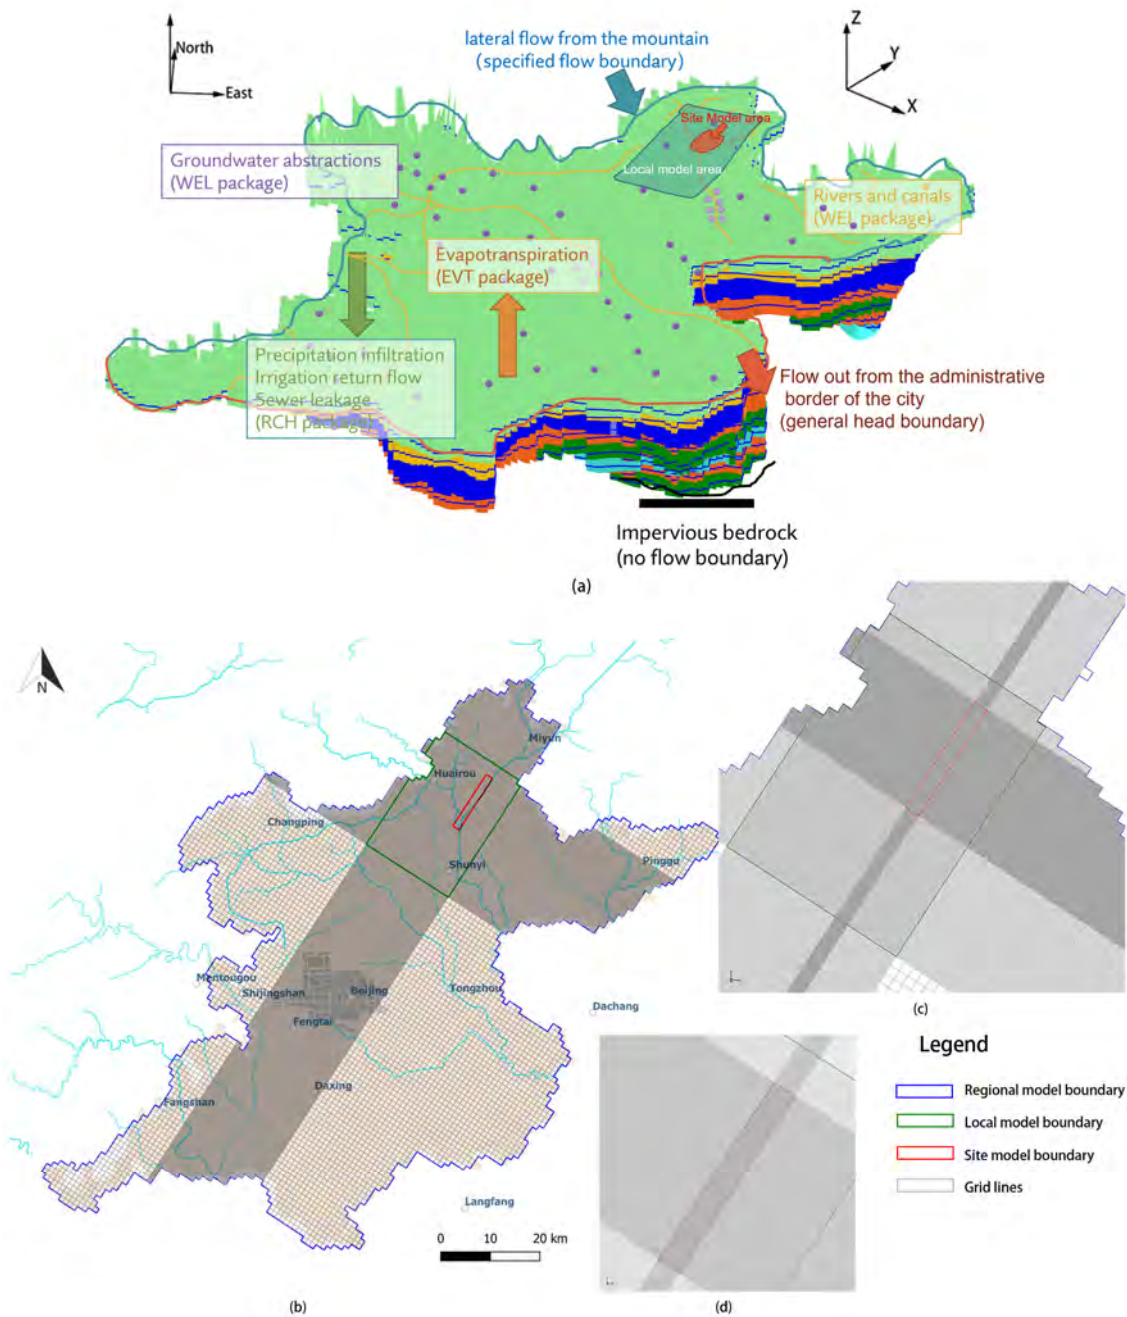 lateral flow from the mountain
(specified flow boundary)
North
East
Z
Y
X
Site Model area
Local model area
Groundwater abstractions
(WEL package)
Rivers and canals
(WEL package)
Evapotranspiration
(EVT package)
Precipitation infiltration
Irrigation return flow
Sewer leakage
(RCH package)
Flow out from the administrative
border of the city
(general head boundary)
Impervious bedrock
(no flow boundary)
(a)
N
Miyun
Huairou
Changping
Shunyi
Pinggu
Mentougou
Shijingshan
Beijing
Tongzhou
Fengtai
Dachang
Daxing
Fangshan
Langfang
0 10 20 km
(b)
(c)
(d)
Legend
Regional model boundary
Local model boundary
Site model boundary
Grid lines